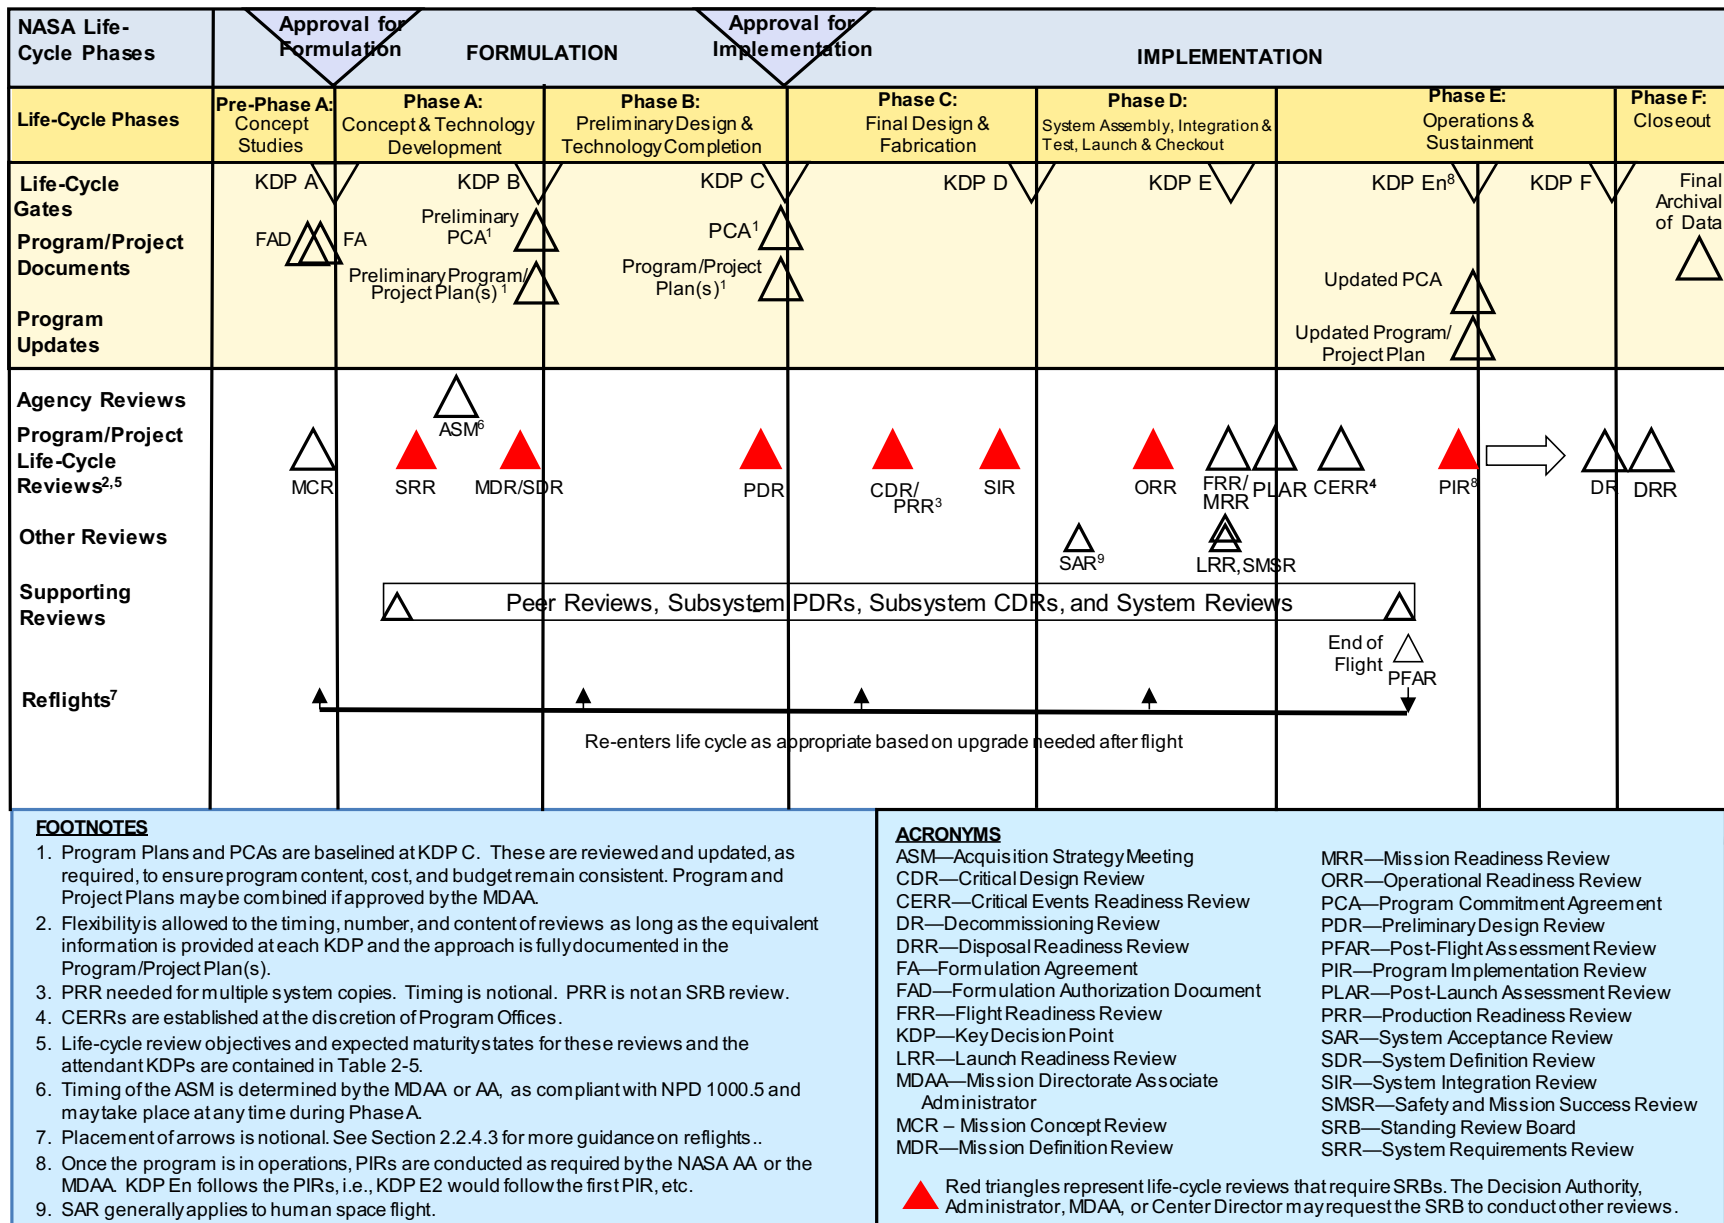 NASA Life-
Cycle Phases
Approval for
Formulation
FORMULATION
Approval for
Implementation
IMPLEMENTATION
Life-Cycle Phases
Pre-Phase A:
Concept
Studies
Phase A:
Concept & Technology
Development
Phase B:
Preliminary Design &
Technology Completion
Phase C:
Final Design &
Fabrication
Phase D:
System Assembly, Integration &
Test, Launch & Checkout
Phase E:
Operations &
Sustainment
Phase F:
Closeout
Life-Cycle
Gates
KDP A
KDP B
KDP C
KDP D
KDP E
KDP En8
KDP F
Final
Archival
of Data
Program/Project
Documents
FAD
FA
Preliminary
PCA1
Preliminary Program/
Project Plan(s) 1
PCA1
Program/Project
Plan(s)1
Program
Updates
Updated PCA
Updated Program/
Project Plan
Agency Reviews
ASM6
Program/Project
Life-Cycle
Reviews2,5
MCR
SRR
MDR/SDR
PDR
CDR/
PRR3
SIR
ORR
FRR/
MRR
PLAR
CERR4
PIR8
DR
DRR
Other Reviews
SAR9
LRR, SMSR
Supporting
Reviews
Peer Reviews, Subsystem PDRs, Subsystem CDRs, and System Reviews
End of
Flight
PFAR
Reflights7
Re-enters life cycle as appropriate based on upgrade needed after flight
FOOTNOTES
1. Program Plans and PCAs are baselined at KDP C. These are reviewed and updated, as
required, to ensure program content, cost, and budget remain consistent. Program and
Project Plans may be combined if approved by the MDAA.
2. Flexibility is allowed to the timing, number, and content of reviews as long as the equivalent
information is provided at each KDP and the approach is fully documented in the
Program/Project Plan(s).
3. PRR needed for multiple system copies. Timing is notional. PRR is not an SRB review.
4. CERRs are established at the discretion of Program Offices.
5. Life-cycle review objectives and expected maturity states for these reviews and the
attendant KDPs are contained in Table 2-5.
6. Timing of the ASM is determined by the MDAA or AA, as compliant with NPD 1000.5 and
may take place at any time during Phase A.
7. Placement of arrows is notional. See Section 2.2.4.3 for more guidance on reflights..
8. Once the program is in operations, PIRs are conducted as required by the NASA AA or the
MDAA. KDP En follows the PIRs, i.e., KDP E2 would follow the first PIR, etc.
9. SAR generally applies to human space flight.
ACRONYMS
ASM—Acquisition Strategy Meeting
CDR—Critical Design Review
CERR—Critical Events Readiness Review
DR—Decommissioning Review
DRR—Disposal Readiness Review
FA—Formulation Agreement
FAD—Formulation Authorization Document
FRR—Flight Readiness Review
KDP—Key Decision Point
LRR—Launch Readiness Review
MDAA—Mission Directorate Associate
Administrator
MCR – Mission Concept Review
MDR—Mission Definition Review
MRR—Mission Readiness Review
ORR—Operational Readiness Review
PCA—Program Commitment Agreement
PDR—Preliminary Design Review
PFAR—Post-Flight Assessment Review
PIR—Program Implementation Review
PLAR—Post-Launch Assessment Review
PRR—Production Readiness Review
SAR—System Acceptance Review
SDR—System Definition Review
SIR—System Integration Review
SMSR—Safety and Mission Success Review
SRB—Standing Review Board
SRR—System Requirements Review
Red triangles represent life-cycle reviews that require SRBs. The Decision Authority,
Administrator, MDAA, or Center Director may request the SRB to conduct other reviews.